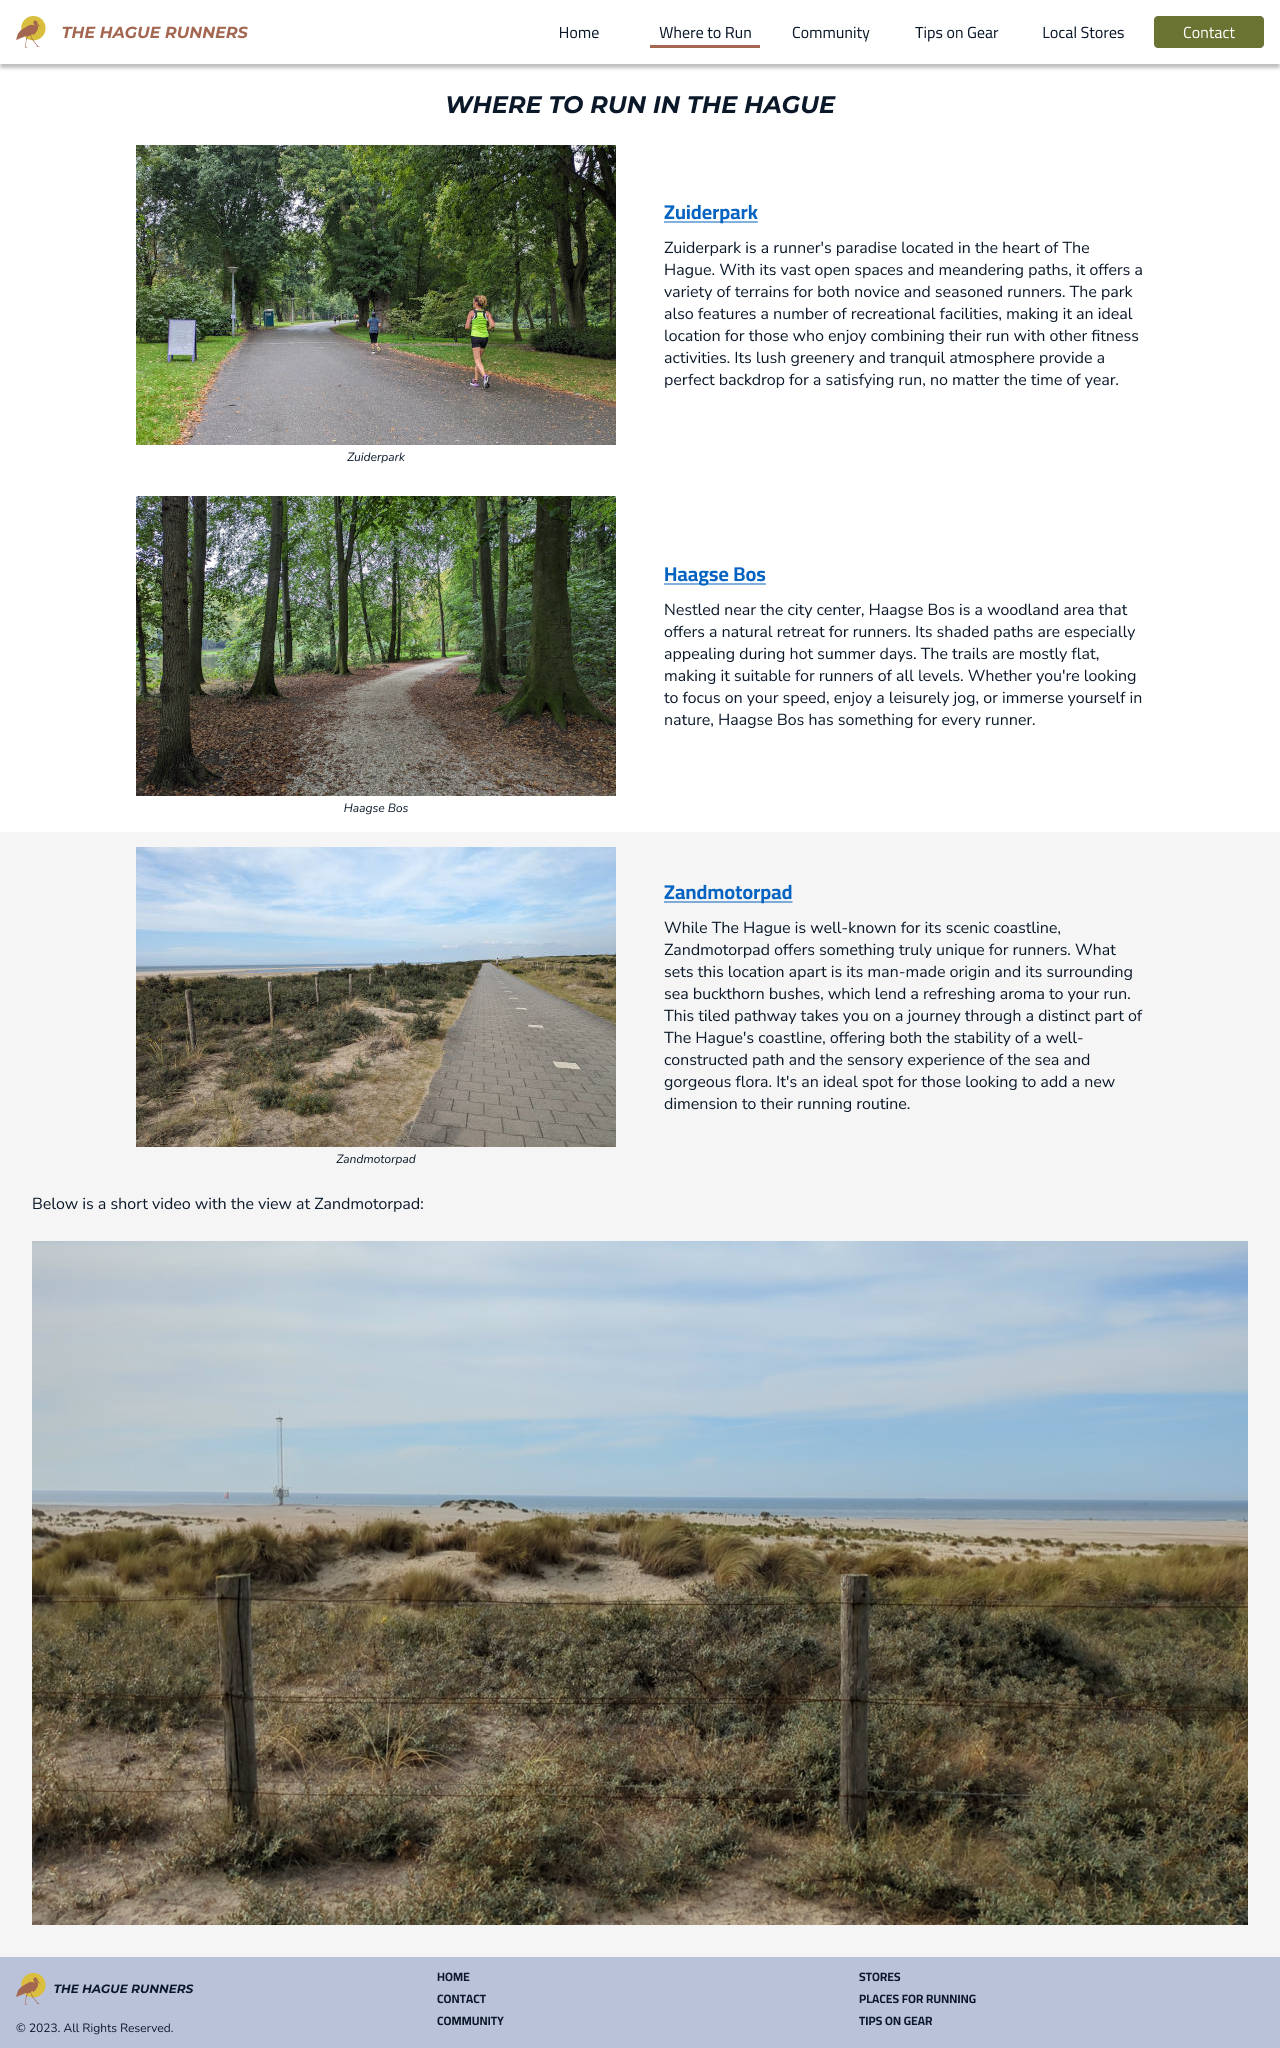 THE HAGUE RUNNERS
Home
Where to Run
Community
Tips on Gear
Local Stores
Contact
WHERE TO RUN IN THE HAGUE
Zuiderpark
Zuiderpark is a runner's paradise located in the heart of The
Hague. With its vast open spaces and meandering paths, it offers a
variety of terrains for both novice and seasoned runners. The park
also features a number of recreational facilities, making it an ideal
location for those who enjoy combining their run with other fitness
activities. Its lush greenery and tranquil atmosphere provide a
perfect backdrop for a satisfying run, no matter the time of year.
Zuiderpark
Haagse Bos
Nestled near the city center, Haagse Bos is a woodland area that
offers a natural retreat for runners. Its shaded paths are especially
appealing during hot summer days. The trails are mostly flat,
making it suitable for runners of all levels. Whether you're looking
to focus on your speed, enjoy a leisurely jog, or immerse yourself in
nature, Haagse Bos has something for every runner.
Haagse Bos
Zandmotorpad
While The Hague is well-known for its scenic coastline,
Zandmotorpad offers something truly unique for runners. What
sets this location apart is its man-made origin and its surrounding
sea buckthorn bushes, which lend a refreshing aroma to your run.
This tiled pathway takes you on a journey through a distinct part of
The Hague's coastline, offering both the stability of a well-
constructed path and the sensory experience of the sea and
gorgeous flora. It's an ideal spot for those looking to add a new
dimension to their running routine.
Zandmotorpad
Below is a short video with the view at Zandmotorpad:
THE HAGUE RUNNERS
© 2023. All Rights Reserved.
HOME
CONTACT
COMMUNITY
STORES
PLACES FOR RUNNING
TIPS ON GEAR